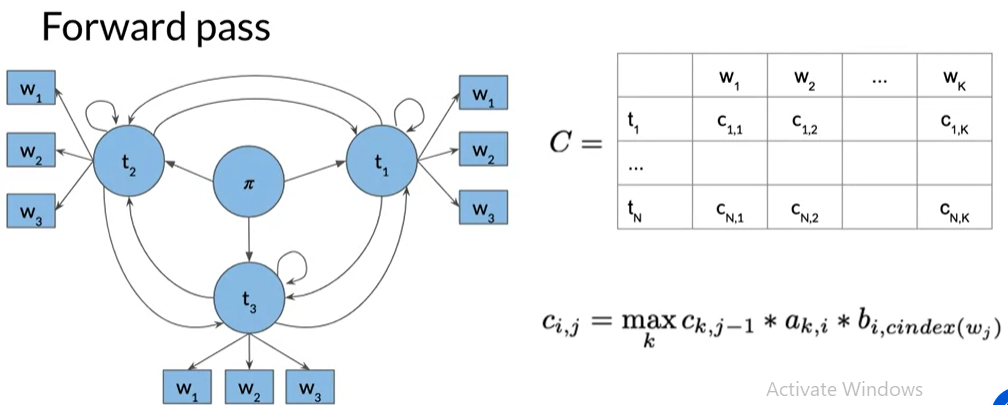 Forward pass
w1
w2
w3
t2
π
t1
w1
w2
w3
t3
w1 w2 w3
C =
w1 w2 ... wK
t1 c1,1 c1,2 c1,K
...
tN cN,1 cN,2 cN,K
ci,j = max ck,j−1 * ak,i * bi,cindex(wj)
k
Activate Windows